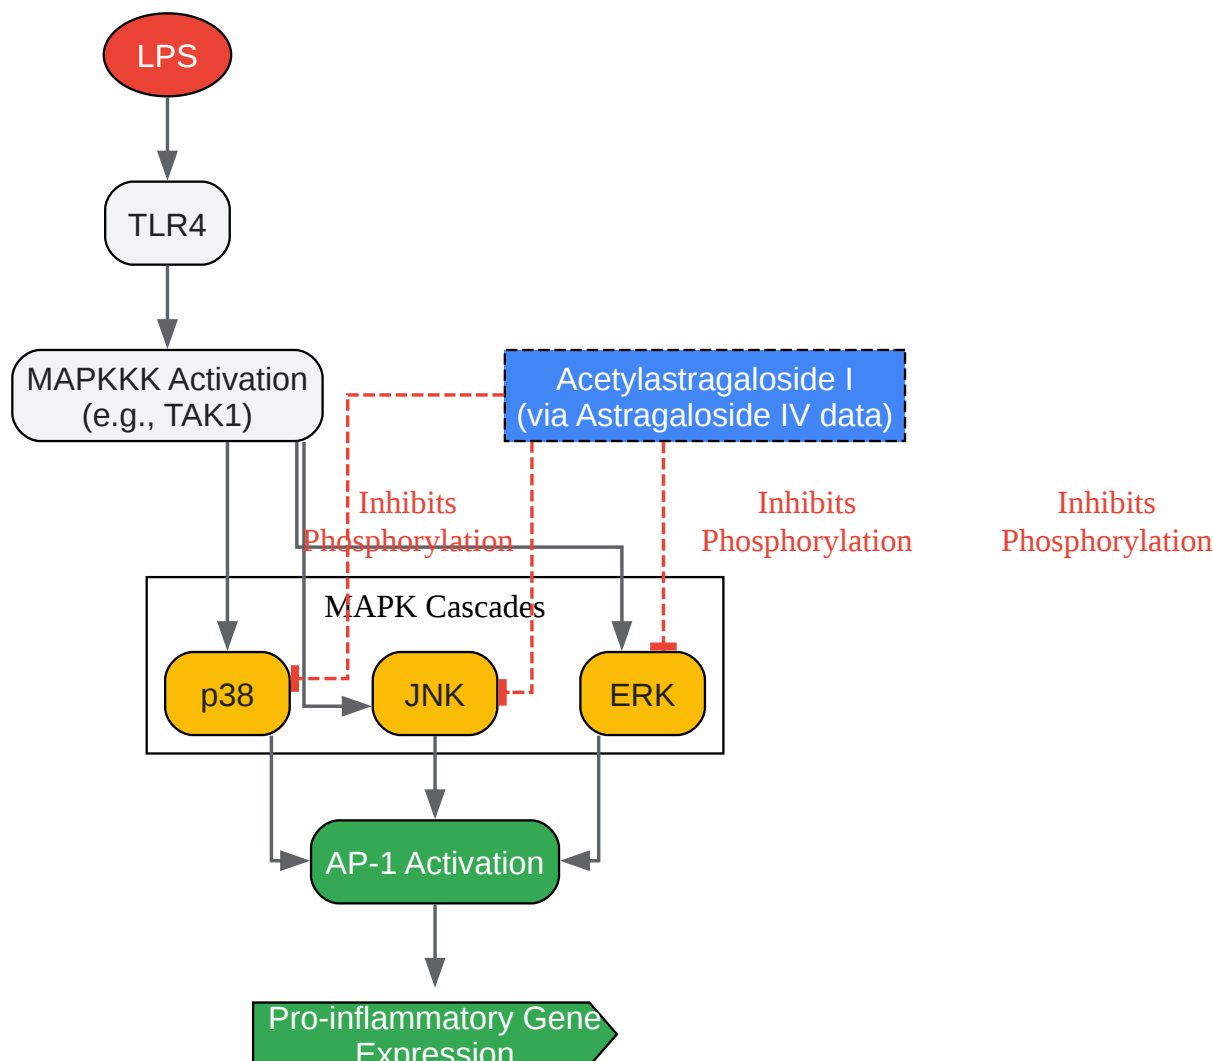 LPS
TLR4
MAPKKK Activation
(e.g., TAK1)
Acetylastragaloside I
(via Astragaloside IV data)
Inhibits
Phosphorylation
Inhibits
Phosphorylation
Inhibits
Phosphorylation
MAPK Cascades
p38
JNK
ERK
AP-1 Activation
Pro-inflammatory Gene
Expression